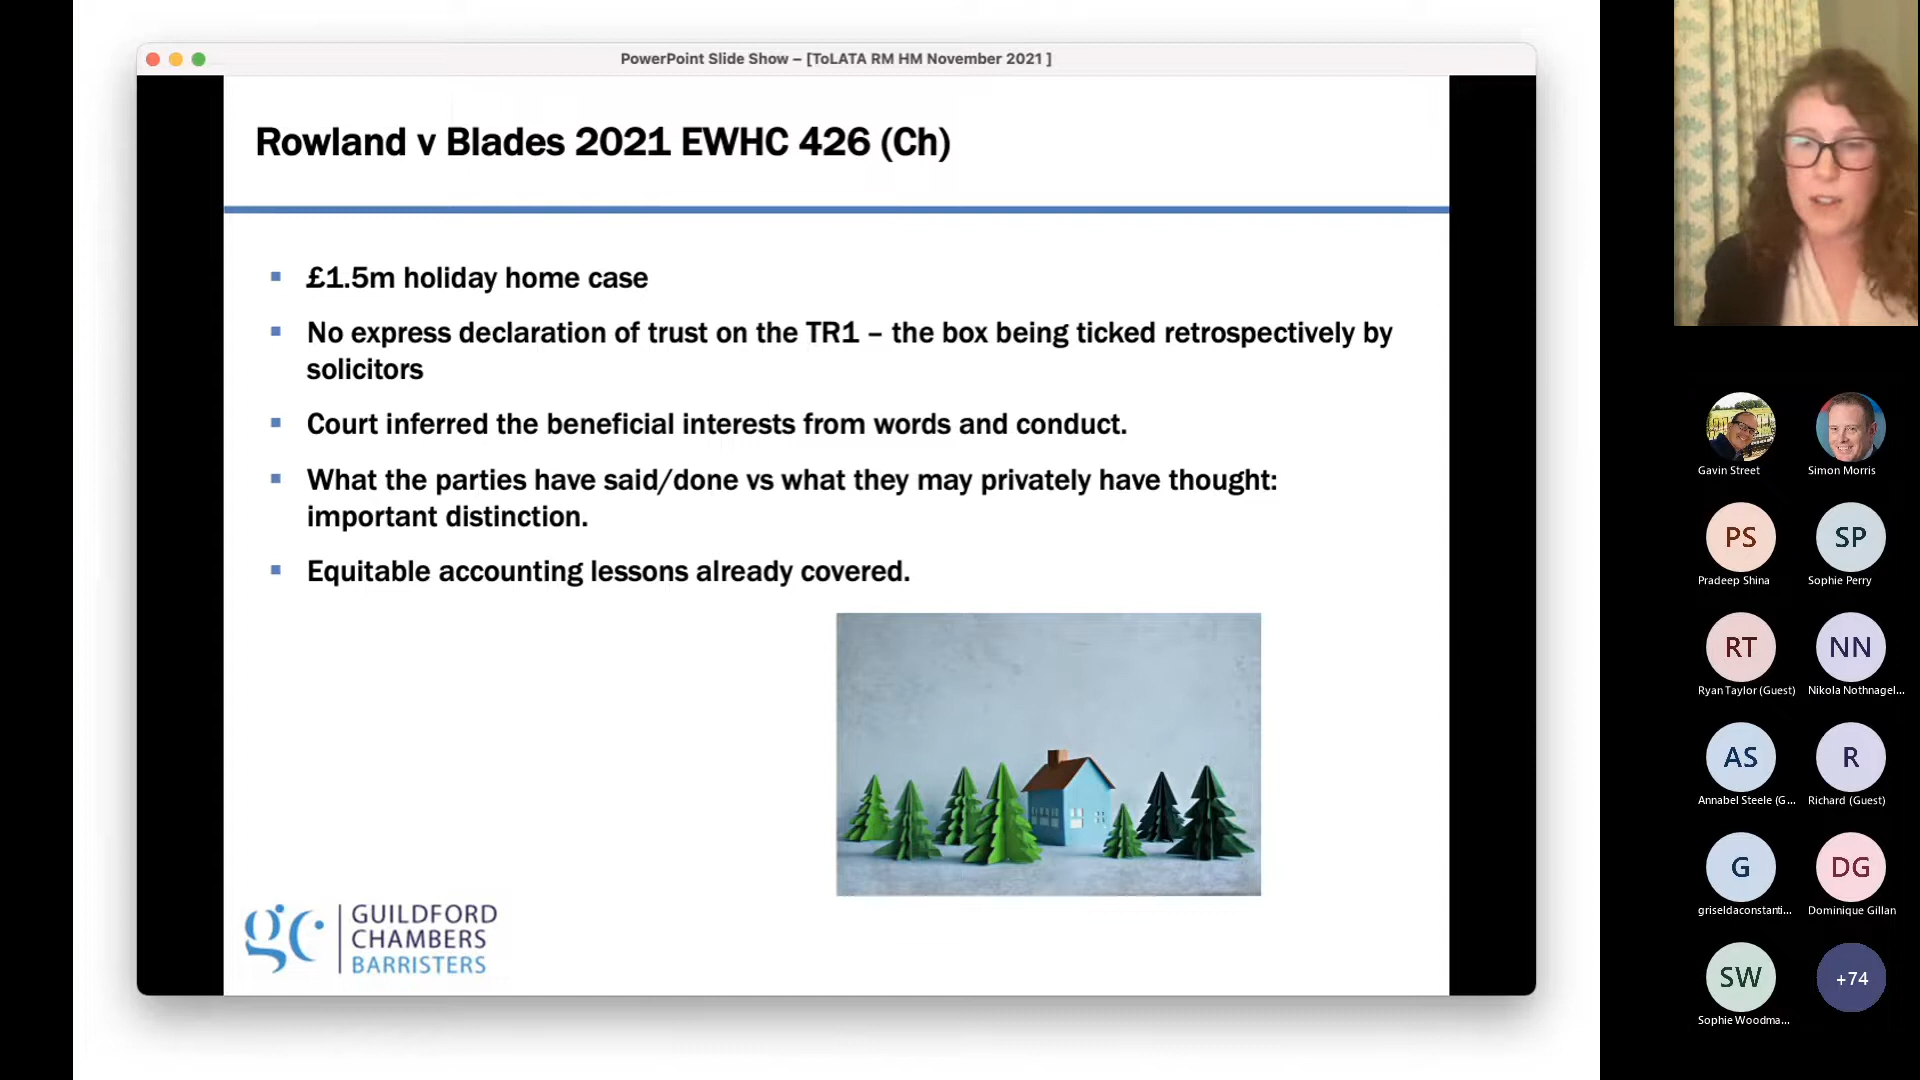 PowerPoint Slide Show – [ToLATA RM HM November 2021 ]
Rowland v Blades 2021 EWHC 426 (Ch)
£1.5m holiday home case
No express declaration of trust on the TR1 – the box being ticked retrospectively by
solicitors
Court inferred the beneficial interests from words and conduct.
What the parties have said/done vs what they may privately have thought:
important distinction.
Equitable accounting lessons already covered.
gc
GUILDFORD
CHAMBERS
BARRISTERS
Gavin Street
Simon Morris
PS
SP
Pradeep Shina
Sophie Perry
RT
NN
Ryan Taylor (Guest)
Nikola Nothnagel...
AS
R
Annabel Steele (G...
Richard (Guest)
G
DG
griseldaconstanti...
Dominique Gillan
SW
+74
Sophie Woodma...